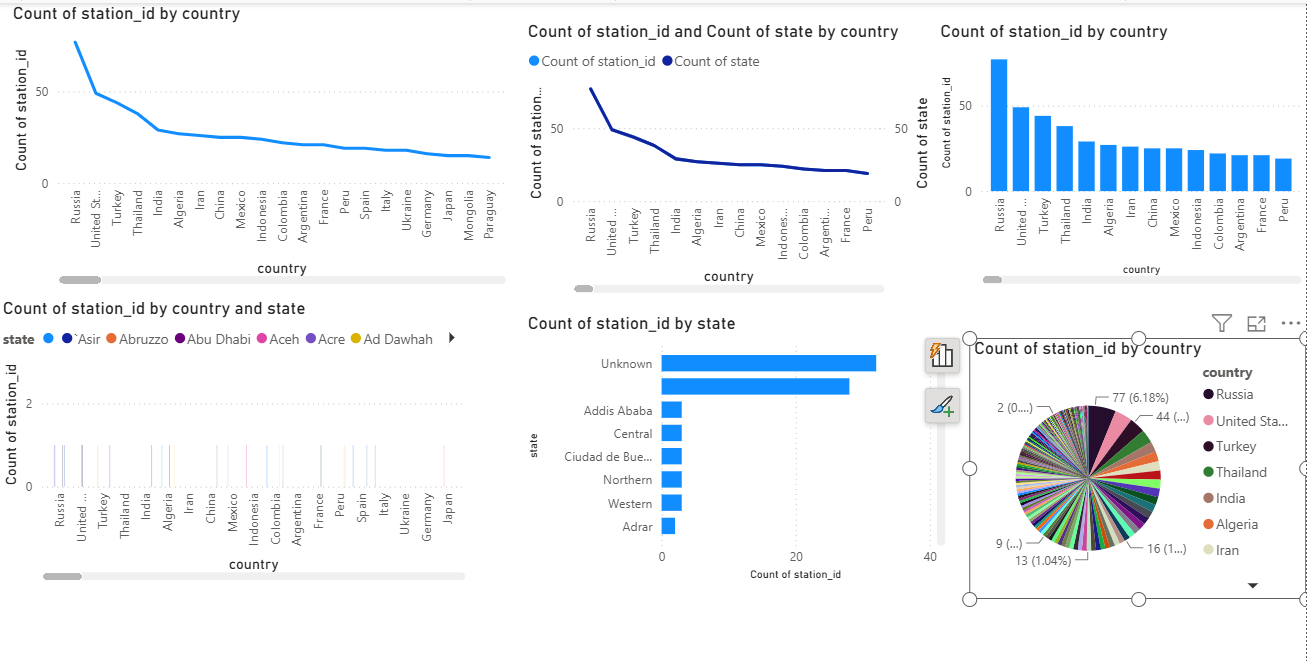 Count of station_id by country
Count of station_id
50
0
Russia
United St...
Turkey
Thailand
India
Algeria
Iran
China
Mexico
Indonesia
Colombia
Argentina
France
Peru
Spain
Italy
Ukraine
Germany
Japan
Mongolia
Paraguay
country
Count of station_id and Count of state by country
Count of station_id
Count of state
Count of station...
50
0
50
0
Count of state
Russia
United ...
Turkey
Thailand
India
Algeria
Iran
China
Mexico
Indones...
Colombia
Argenti...
France
Peru
country
Count of station_id by country
Count of station_id
50
0
Russia
United ...
Turkey
Thailand
India
Algeria
Iran
China
Mexico
Indonesia
Colombia
Argentina
France
Peru
country
Count of station_id by country and state
state
`Asir
Abruzzo
Abu Dhabi
Aceh
Acre
Ad Dawhah
Count of station_id
2
0
Russia
United ...
Turkey
Thailand
India
Algeria
Iran
China
Mexico
Indonesia
Colombia
Argentina
France
Peru
Spain
Italy
Ukraine
Germany
Japan
country
Count of station_id by state
state
Unknown
Addis Ababa
Central
Ciudad de Bue...
Northern
Western
Adrar
0
20
40
Count of station_id
Count of station_id by country
77 (6.18%)
44 (...)
16 (1...)
13 (1.04%)
9 (...)
2 (0....)
country
Russia
United Sta...
Turkey
Thailand
India
Algeria
Iran